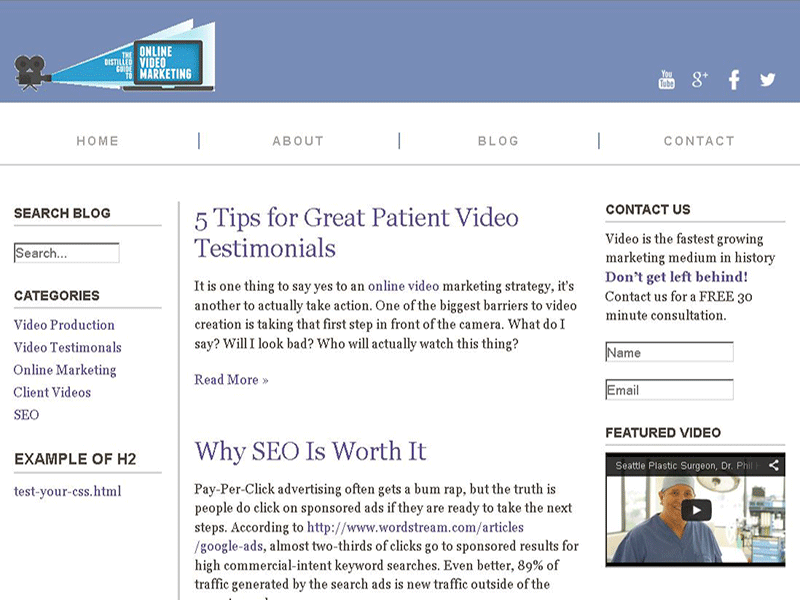 THE
DISTILLED
GUIDE
TO
ONLINE
VIDEO
MARKETING
You
Tube
g+
f
HOME | ABOUT | BLOG | CONTACT
SEARCH BLOG
Search...
CATEGORIES
Video Production
Video Testimonials
Online Marketing
Client Videos
SEO
EXAMPLE OF H2
test-your-css.html
5 Tips for Great Patient Video
Testimonials
It is one thing to say yes to an online video marketing strategy, it's
another to actually take action. One of the biggest barriers to video
creation is taking that first step in front of the camera. What do I
say? Will I look bad? Who will actually watch this thing?
Read More »
Why SEO Is Worth It
Pay-Per-Click advertising often gets a bum rap, but the truth is
people do click on sponsored ads if they are ready to take the next
steps. According to http://www.wordstream.com/articles
/google-ads, almost two-thirds of clicks go to sponsored results for
high commercial-intent keyword searches. Even better, 89% of
traffic generated by the search ads is new traffic outside of the
CONTACT US
Video is the fastest growing
marketing medium in history
Don't get left behind!
Contact us for a FREE 30
minute consultation.
Name
Email
FEATURED VIDEO
Seattle Plastic Surgeon, Dr. Phil